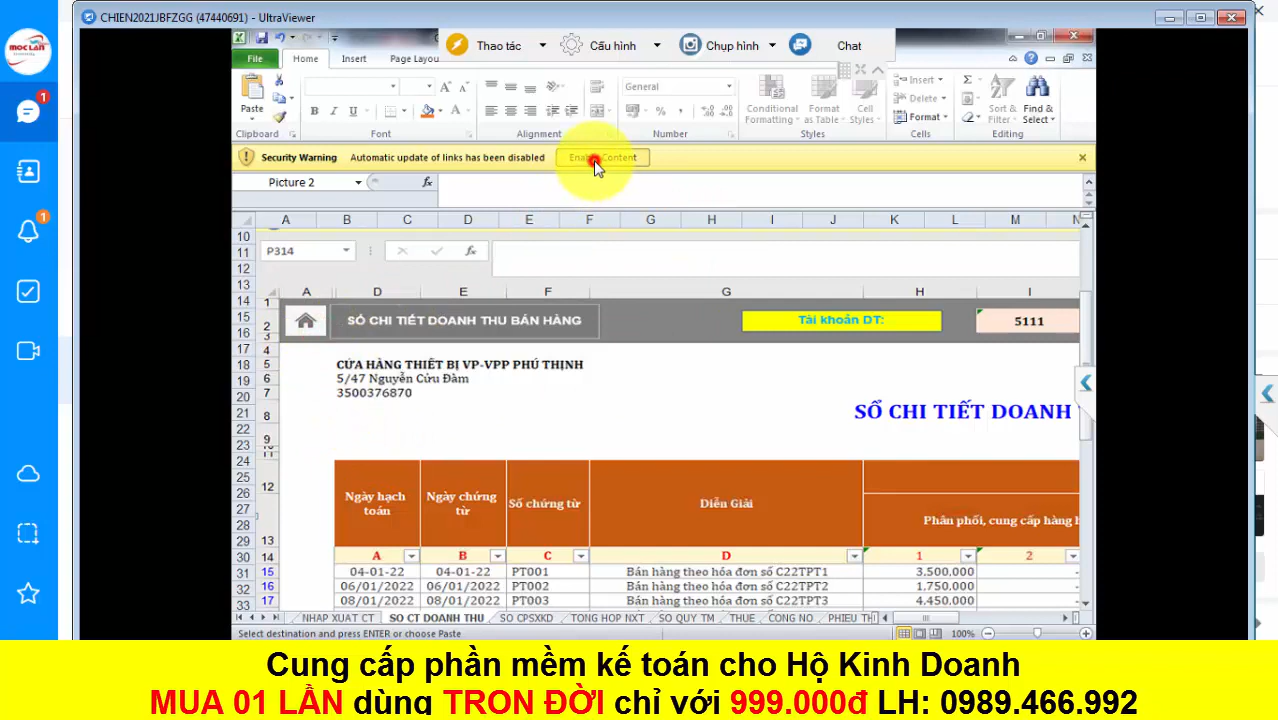 CHIEN2021JBFZGG (47440691) - UltraViewer
MỘC LAN
Thao tác Cấu hình Chụp hình Chat
File Home Insert Page Layou
General
Paste
B I U
Conditional Formatting Format as Table Cell Styles
Insert Delete Format
Sort & Filter Find & Select
Clipboard Font Alignment Number Styles Cells Editing
Security Warning Automatic update of links has been disabled Enable Content
Picture 2 fx
A B C D E F G H I J K L M N
P314 fx
A D E F G H I
SỔ CHI TIẾT DOANH THU BÁN HÀNG Tài khoản DT: 5111
CỬA HÀNG THIẾT BỊ VP-VPP PHÚ THỊNH
5/47 Nguyễn Cửu Đàm
3500376870
SỔ CHI TIẾT DOANH
Ngày hạch toán Ngày chứng từ Số chứng từ Diễn Giải Phân phối, cung cấp hàng h
A B C D 1 2
15 04-01-22 04-01-22 PT001 Bán hàng theo hóa đơn số C22TPT1 3.500.000 -
16 06/01/2022 06/01/2022 PT002 Bán hàng theo hóa đơn số C22TPT2 1.750.000 -
17 08/01/2022 08/01/2022 PT003 Bán hàng theo hóa đơn số C22TPT3 4.450.000 -
NHAP XUAT CT SO CT DOANH THU SO CPSXKD TONG HOP NXT SO QUY TM THUE CONG NO PHIEU TH
Select destination and press ENTER or choose Paste 100%
Cung cấp phần mềm kế toán cho Hộ Kinh Doanh
MUA 01 LẦN dùng TRỌN ĐỜI chỉ với 999.000đ LH: 0989.466.992